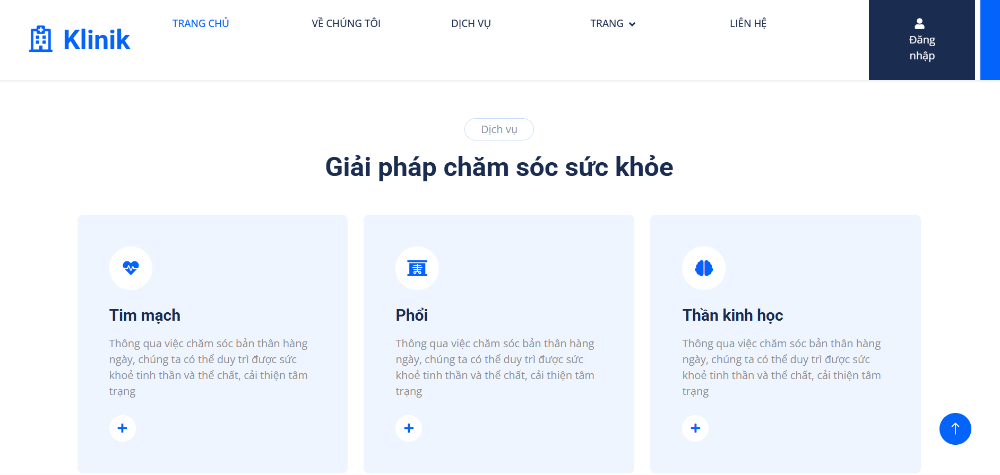 Klinik
TRANG CHỦ
VỀ CHÚNG TÔI
DỊCH VỤ
TRANG
LIÊN HỆ
Đăng
nhập
Dịch vụ
Giải pháp chăm sóc sức khỏe
Tim mạch
Thông qua việc chăm sóc bản thân hàng
ngày, chúng ta có thể duy trì được sức
khoẻ tinh thần và thể chất, cải thiện tâm
trạng
Phổi
Thông qua việc chăm sóc bản thân hàng
ngày, chúng ta có thể duy trì được sức
khoẻ tinh thần và thể chất, cải thiện tâm
trạng
Thần kinh học
Thông qua việc chăm sóc bản thân hàng
ngày, chúng ta có thể duy trì được sức
khoẻ tinh thần và thể chất, cải thiện tâm
trạng